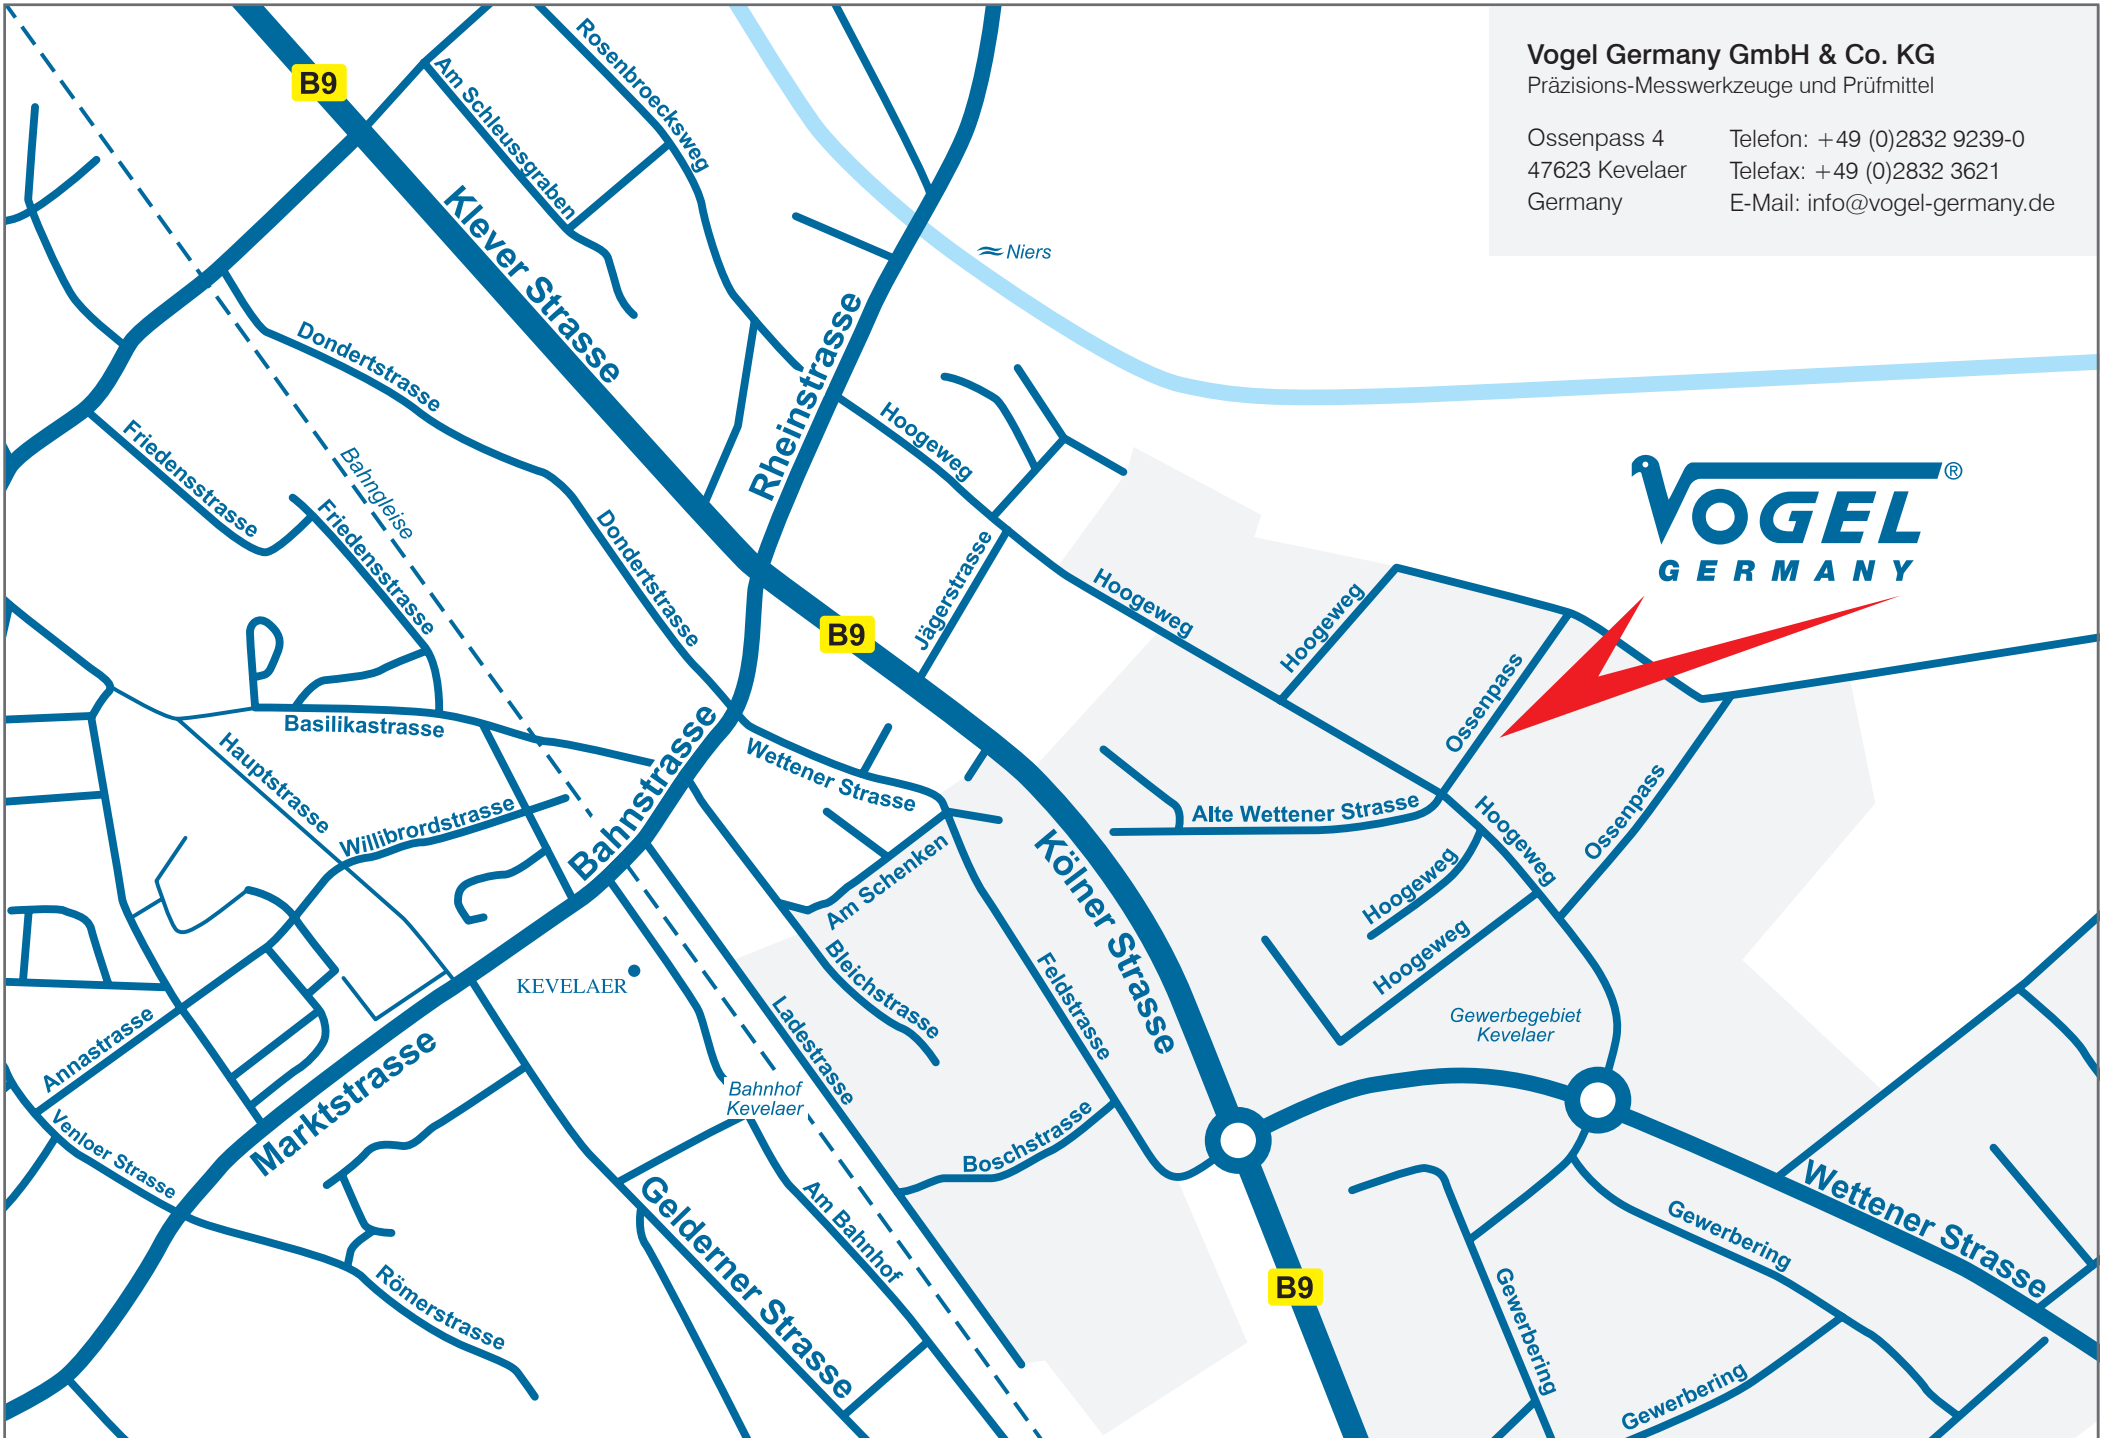 Vogel Germany GmbH & Co. KG
Präzisions-Messwerkzeuge und Prüfmittel
Ossenpass 4
47623 Kevelaer
Germany
Telefon: +49 (0)2832 9239-0
Telefax: +49 (0)2832 3621
E-Mail: info@vogel-germany.de
B9
Am Schleussgraben
Rosenbroecksweg
Klever Strasse
Niers
Rheinstrasse
Dondertstrasse
Friedensstrasse
Bahngleise
Friedensstrasse
Dondertstrasse
Hoogeweg
VOGEL®
GERMANY
Jägerstrasse
Hoogeweg
Hoogeweg
B9
Ossenpass
Basilikastrasse
Hauptstrasse
Willibrordstrasse
Bahnstrasse
Wettener Strasse
Alte Wettener Strasse
Hoogeweg
Ossenpass
Am Schenken
Kölner Strasse
Hoogeweg
Hoogeweg
Bleichstrasse
Feldstrasse
KEVELAER
Ladestrasse
Gewerbegebiet
Kevelaer
Annastrasse
Marktstrasse
Venloer Strasse
Bahnhof
Kevelaer
Boschstrasse
Gelderner Strasse
Am Bahnhof
Wettener Strasse
Gewerbering
B9
Römerstrasse
Gewerbering
Gewerbering